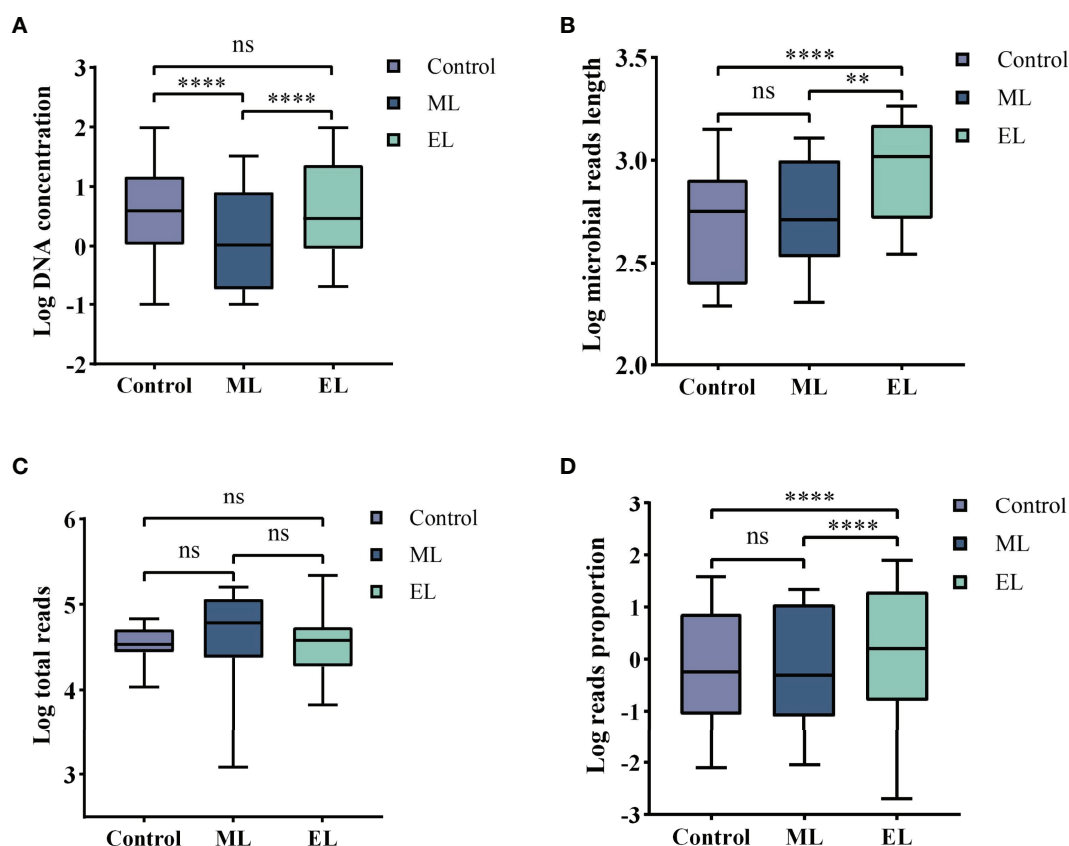 A
ns
****
****
Control
ML
EL
3
2
1
0
-1
-2
Log DNA concentration
Control ML EL
B
****
ns
**
Control
ML
EL
3.5
3.0
2.5
2.0
Log microbial reads length
Control ML EL
C
ns
ns
ns
Control
ML
EL
6
5
4
3
Log total reads
Control ML EL
D
****
ns
****
Control
ML
EL
3
2
1
0
-1
-2
-3
Log reads proportion
Control ML EL